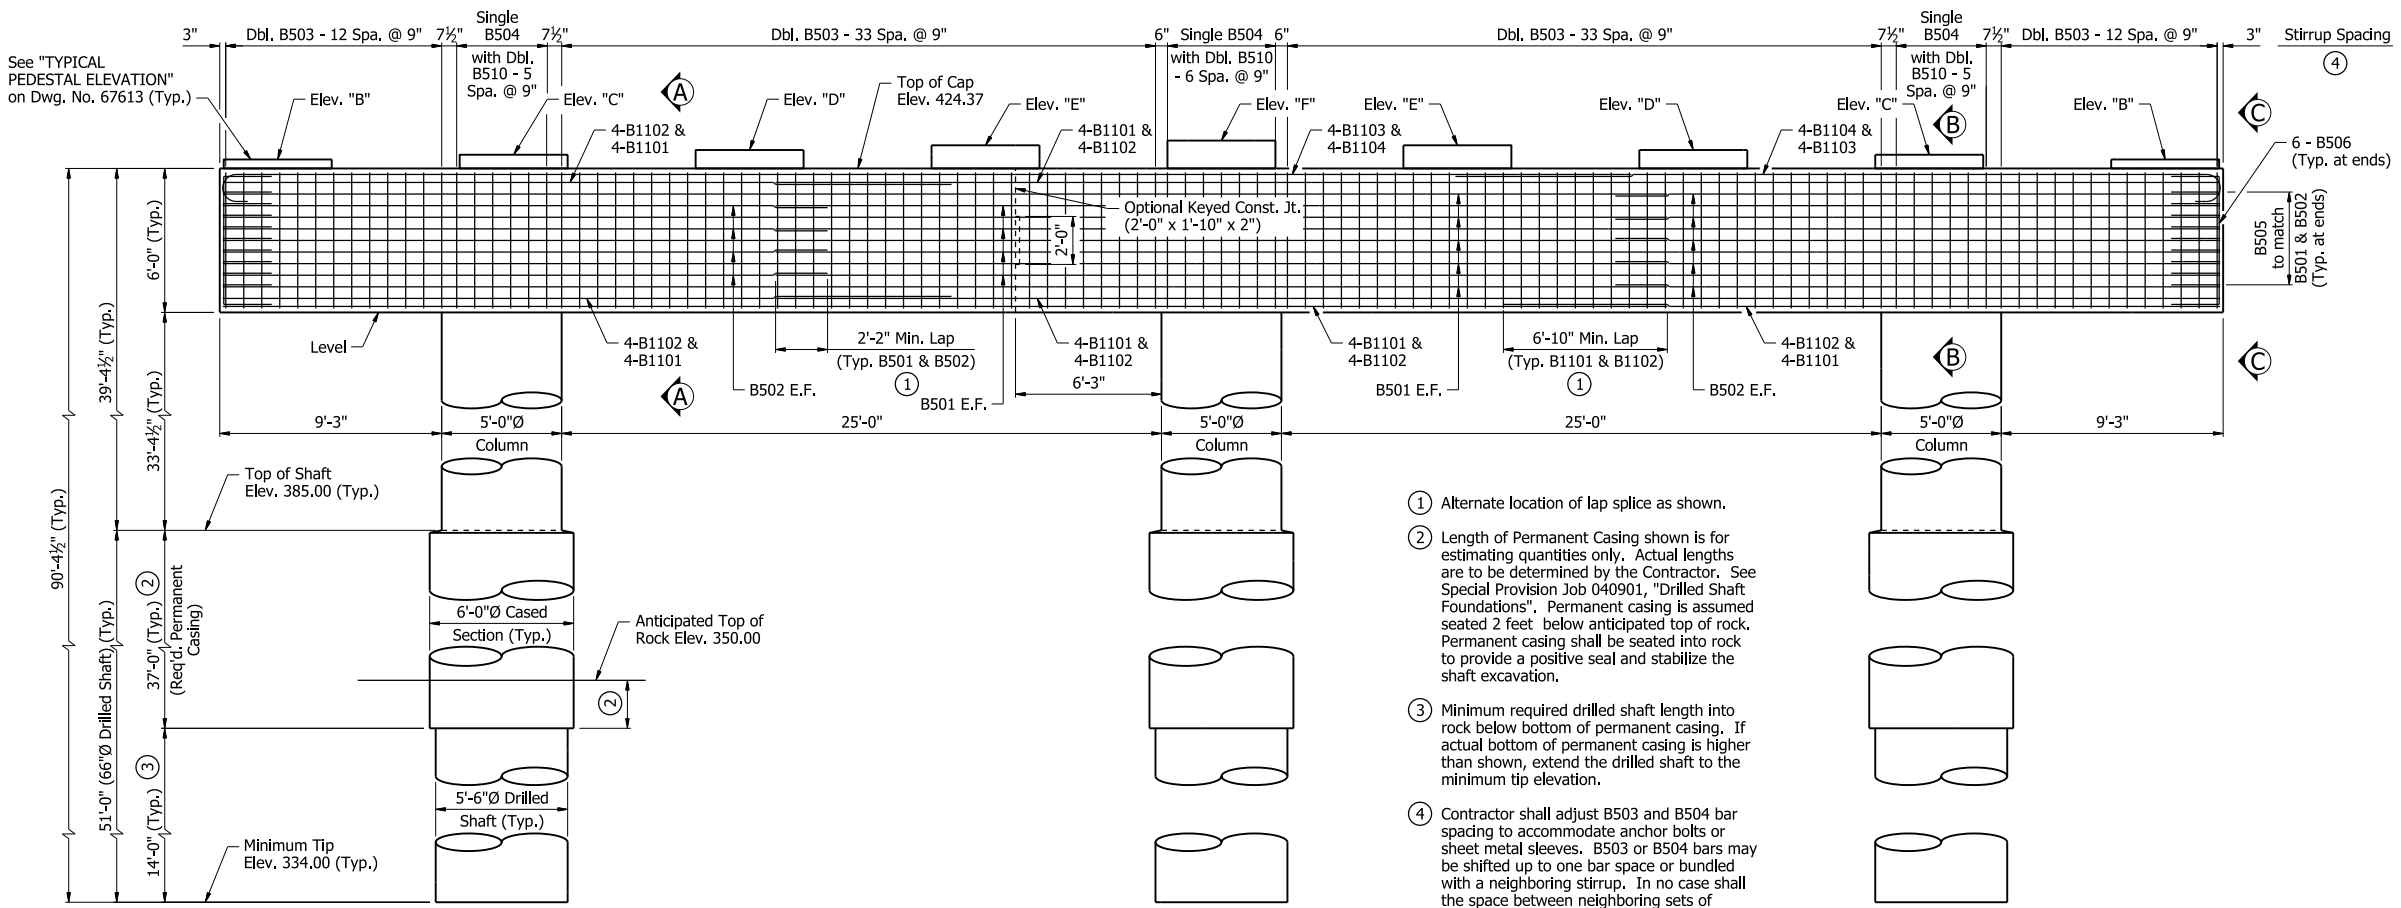 3"
Dbl. B503 - 12 Spa. @ 9"
7½"
Single
B504
with Dbl.
B510 - 5
Spa. @ 9"
7½"
Dbl. B503 - 33 Spa. @ 9"
6"
Single B504
with Dbl. B510
- 6 Spa. @ 9"
6"
Dbl. B503 - 33 Spa. @ 9"
7½"
Single
B504
with Dbl.
B510 - 5
Spa. @ 9"
7½"
Dbl. B503 - 12 Spa. @ 9"
3"
Stirrup Spacing
4
See "TYPICAL
PEDESTAL ELEVATION"
on Dwg. No. 67613 (Typ.)
Elev. "B"
Elev. "C"
A
Elev. "D"
Top of Cap
Elev. 424.37
Elev. "E"
Elev. "F"
Elev. "E"
Elev. "D"
Elev. "C"
B
Elev. "B"
C
4-B1102 &
4-B1101
4-B1101 &
4-B1102
4-B1103 &
4-B1104
4-B1104 &
4-B1103
6 - B506
(Typ. at ends)
Optional Keyed Const. Jt.
(2'-0" x 1'-10" x 2")
2'-0"
6'-0" (Typ.)
B505
to match
B501 & B502
(Typ. at ends)
Level
4-B1102 &
4-B1101
2'-2" Min. Lap
(Typ. B501 & B502)
1
4-B1101 &
4-B1102
4-B1101 &
4-B1102
6'-10" Min. Lap
(Typ. B1101 & B1102)
1
4-B1102 &
4-B1101
B
C
A
B502 E.F.
B501 E.F.
6'-3"
B501 E.F.
B502 E.F.
39'-4½" (Typ.)
33'-4½" (Typ.)
9'-3"
5'-0"Ø
Column
25'-0"
5'-0"Ø
Column
25'-0"
5'-0"Ø
Column
9'-3"
Top of Shaft
Elev. 385.00 (Typ.)
90'-4½" (Typ.)
51'-0" (66"Ø Drilled Shaft) (Typ.)
37'-0" (Typ.) 2
(Req'd. Permanent
Casing)
6'-0"Ø Cased
Section (Typ.)
Anticipated Top of
Rock Elev. 350.00
2
14'-0" (Typ.) 3
5'-6"Ø Drilled
Shaft (Typ.)
Minimum Tip
Elev. 334.00 (Typ.)
1 Alternate location of lap splice as shown.
2 Length of Permanent Casing shown is for
estimating quantities only. Actual lengths
are to be determined by the Contractor. See
Special Provision Job 040901, "Drilled Shaft
Foundations". Permanent casing is assumed
seated 2 feet below anticipated top of rock.
Permanent casing shall be seated into rock
to provide a positive seal and stabilize the
shaft excavation.
3 Minimum required drilled shaft length into
rock below bottom of permanent casing. If
actual bottom of permanent casing is higher
than shown, extend the drilled shaft to the
minimum tip elevation.
4 Contractor shall adjust B503 and B504 bar
spacing to accommodate anchor bolts or
sheet metal sleeves. B503 or B504 bars may
be shifted up to one bar space or bundled
with a neighboring stirrup. In no case shall
the space between neighboring sets of